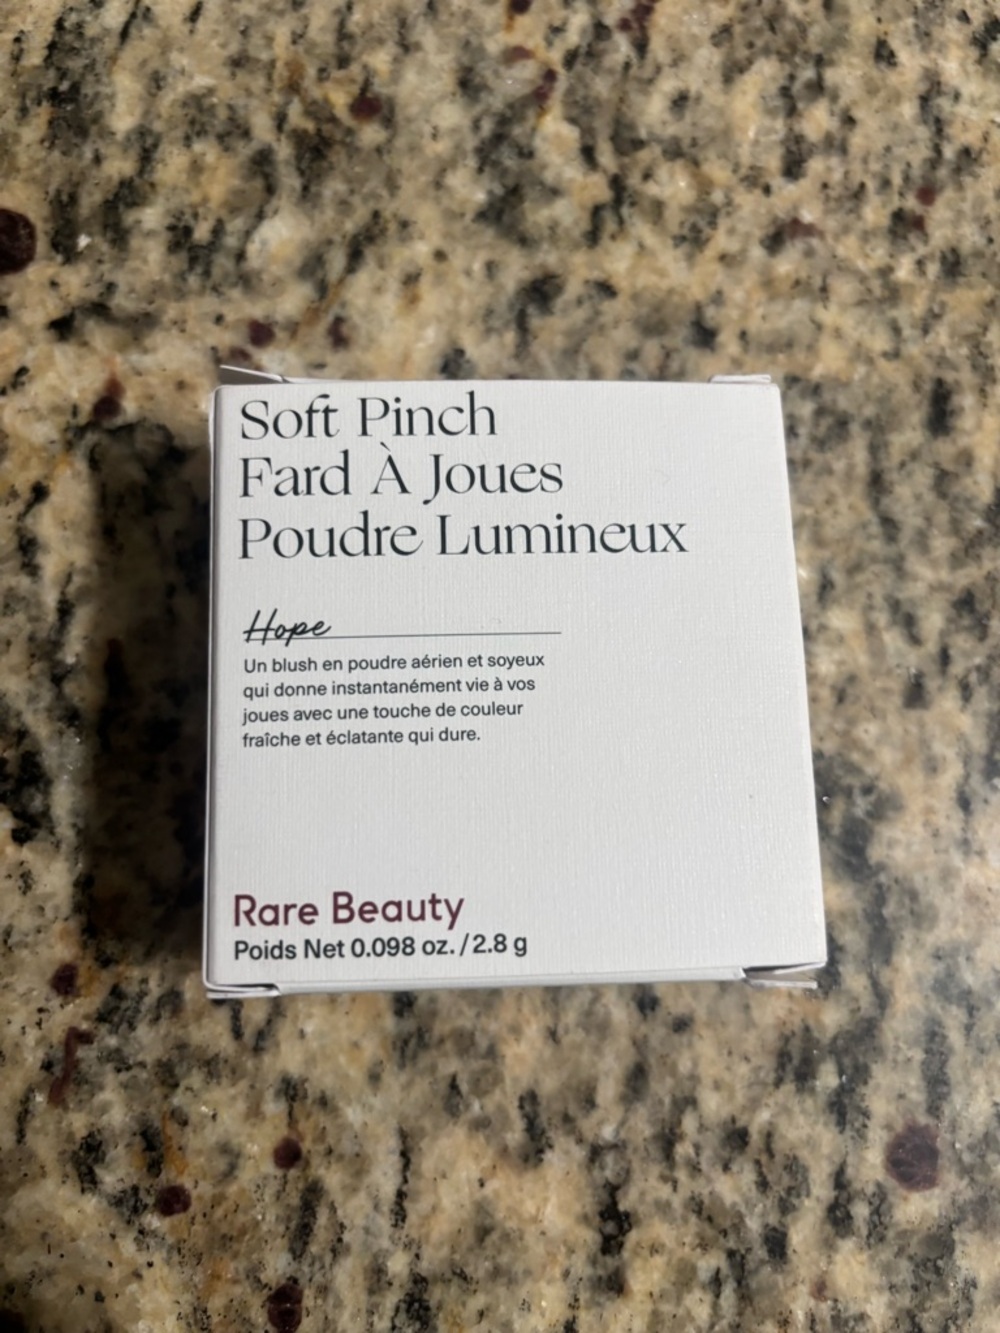 Soft Pinch
Fard À Joues
Poudre Lumineux
Hope
Un blush en poudre aérien et soyeux
qui donne instantanément vie à vos
joues avec une touche de couleur
fraîche et éclatante qui dure.
Rare Beauty
Poids Net 0.098 oz. / 2.8 g